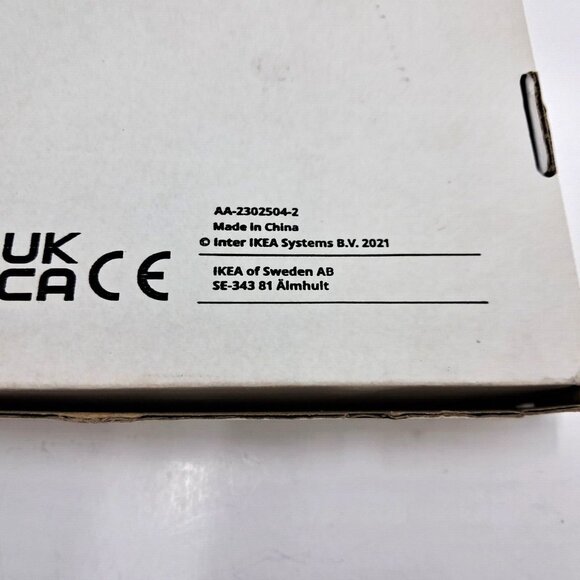 AA-2302504-2
Made in China
© Inter IKEA Systems B.V. 2021
UK
CA CE
IKEA of Sweden AB
SE-343 81 Älmhult